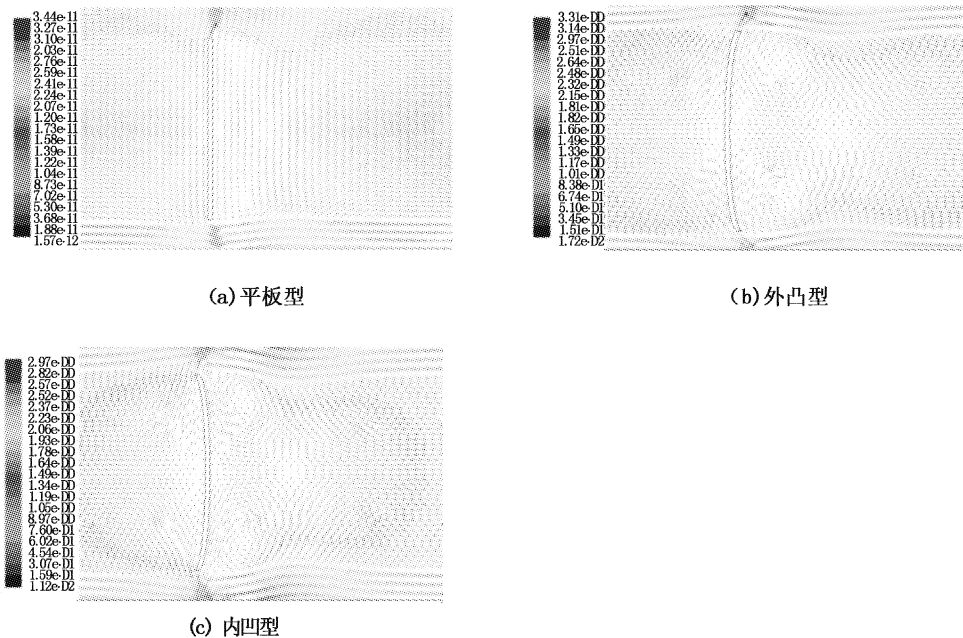 3.44e-11
3.27e-11
3.10e-11
2.03e-11
2.76e-11
2.59e-11
2.41e-11
2.24e-11
2.07e-11
1.20e-11
1.73e-11
1.58e-11
1.39e-11
1.22e-11
1.04e-11
8.73e-11
7.02e-11
5.30e-11
3.68e-11
1.88e-11
1.57e-12
(a)平板型
3.31e-DD
3.14e-DD
2.97e-DD
2.51e-DD
2.64e-DD
2.48e-DD
2.32e-DD
2.15e-DD
1.81e-DD
1.82e-DD
1.65e-DD
1.49e-DD
1.33e-DD
1.17e-DD
1.01e-DD
8.38e-D1
6.74e-D1
5.10e-D1
3.45e-D1
1.51e-D1
1.72e-D2
(b)外凸型
2.97e-DD
2.82e-DD
2.57e-DD
2.52e-DD
2.37e-DD
2.23e-DD
2.06e-DD
1.93e-DD
1.78e-DD
1.64e-DD
1.49e-DD
1.34e-DD
1.19e-DD
1.05e-DD
8.97e-DD
7.60e-D1
6.02e-D1
4.54e-D1
3.07e-D1
1.59e-D1
1.12e-D2
(c) 内凹型